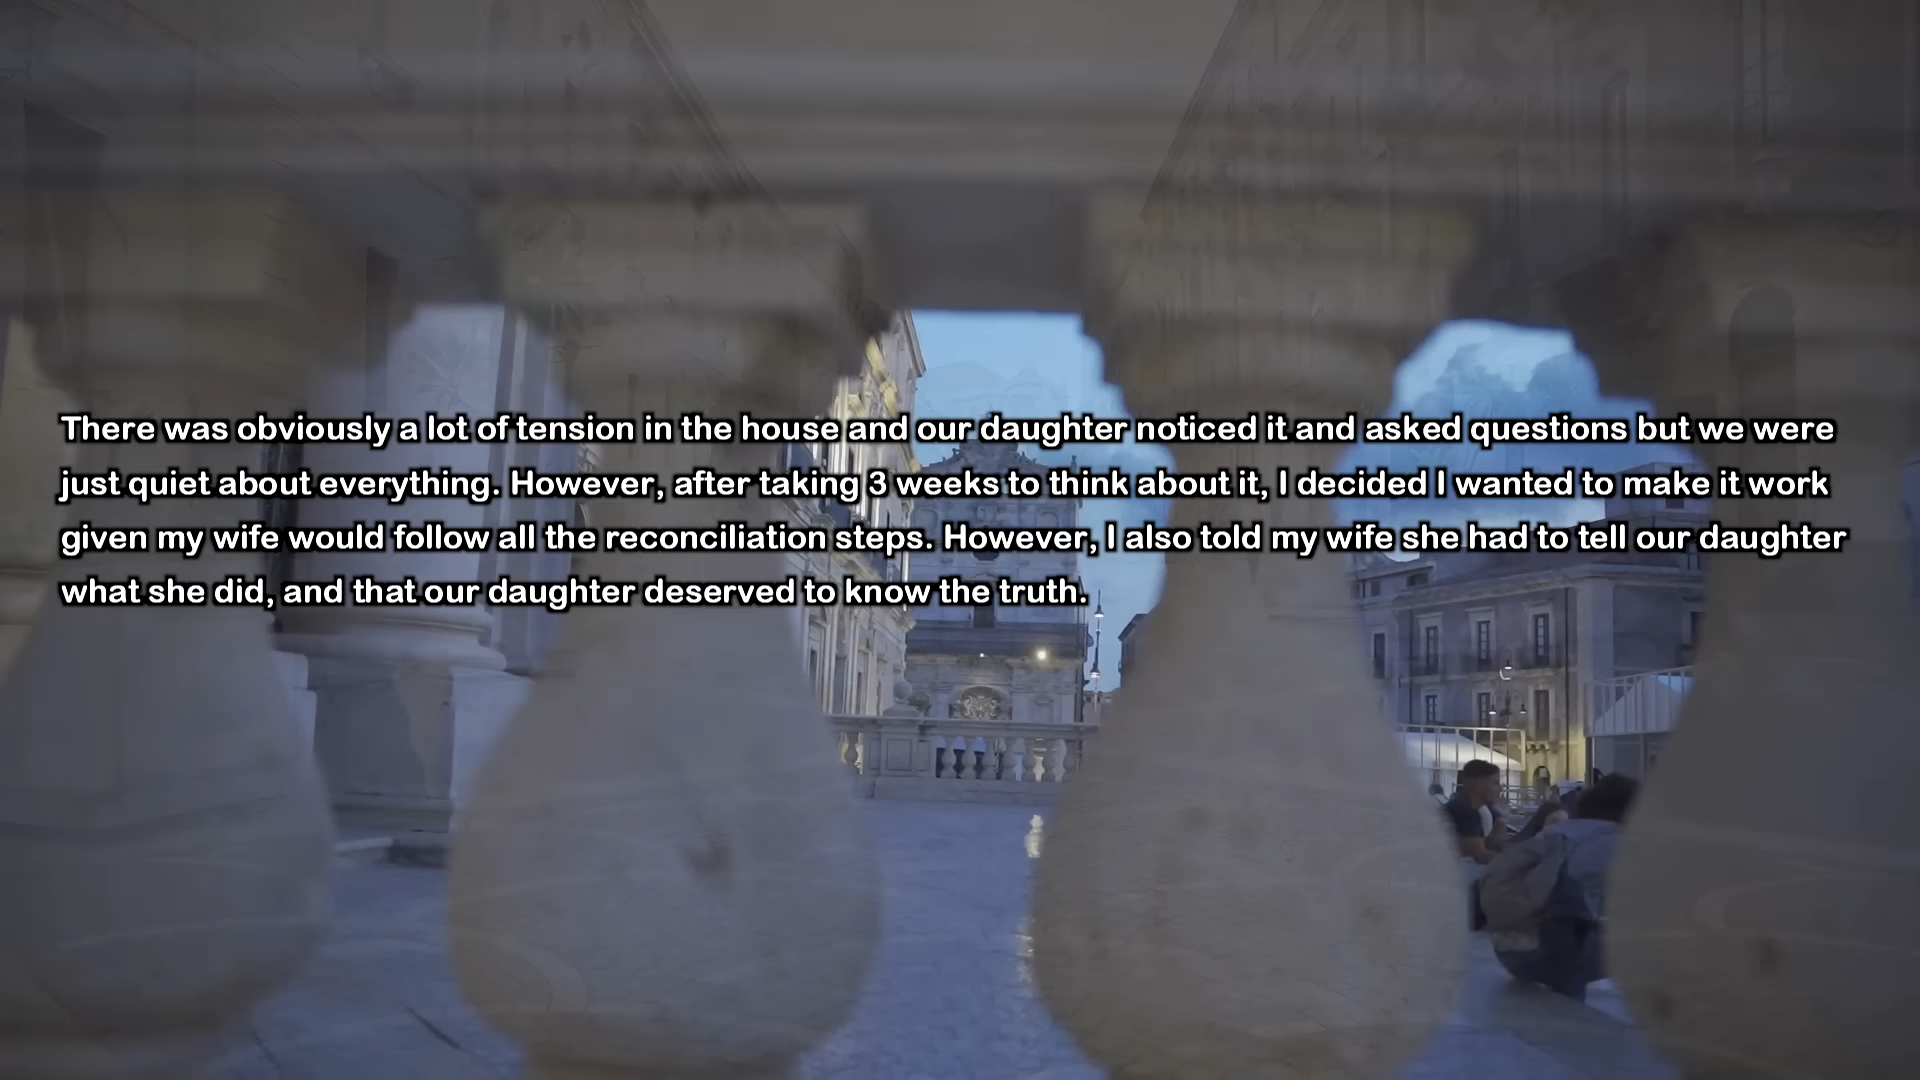 There was obviously a lot of tension in the house and our daughter noticed it and asked questions but we were
just quiet about everything. However, after taking 3 weeks to think about it, I decided I wanted to make it work
given my wife would follow all the reconciliation steps. However, I also told my wife she had to tell our daughter
what she did, and that our daughter deserved to know the truth.